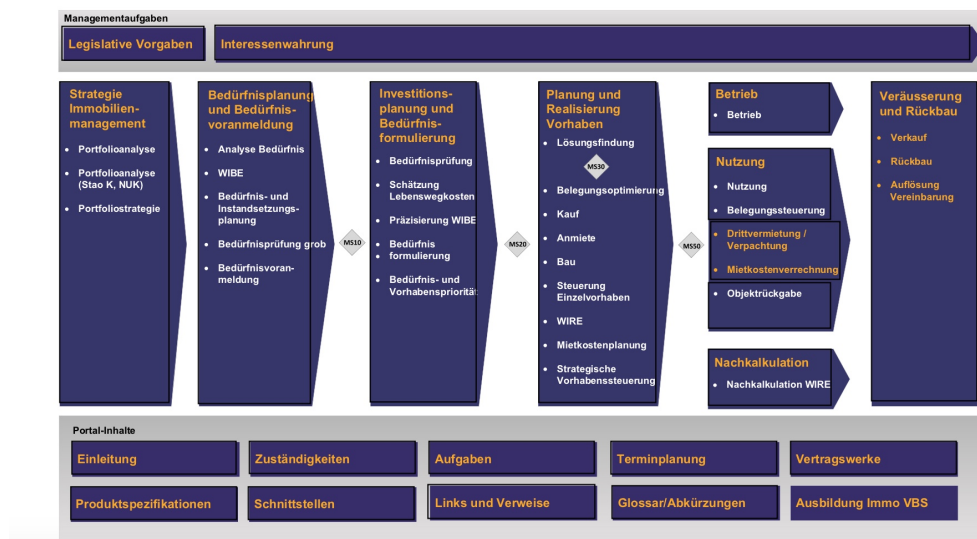 Managementaufgaben
Legislative Vorgaben
Interessenwahrung
Strategie
Immobilien-
management
• Portfolioanalyse
• Portfolioanalyse
(Stao K, NUK)
• Portfoliostrategie
Bedürfnisplanung
und Bedürfnis-
voranmeldung
• Analyse Bedürfnis
• WIBE
• Bedürfnis- und
Instandsetzungs-
planung
• Bedürfnisprüfung grob
• Bedürfnisvoran-
meldung
MS10
Investitions-
planung und
Bedürfnis-
formulierung
• Bedürfnisprüfung
• Schätzung
Lebenswegkosten
• Präzisierung WIBE
• Bedürfnis
• formulierung
• Bedürfnis- und
Vorhabenspriorität
MS20
Planung und
Realisierung
Vorhaben
• Lösungsfindung
MS30
• Belegungsoptimierung
• Kauf
• Anmiete
• Bau
• Steuerung
Einzelvorhaben
• WIRE
• Mietkostenplanung
• Strategische
Vorhabenssteuerung
MS50
Betrieb
• Betrieb
Nutzung
• Nutzung
• Belegungssteuerung
• Drittvermietung /
Verpachtung
• Mietkostenverrechnung
• Objektrückgabe
Nachkalkulation
• Nachkalkulation WIRE
Veräusserung
und Rückbau
• Verkauf
• Rückbau
• Auflösung
Vereinbarung
Portal-Inhalte
Einleitung
Zuständigkeiten
Aufgaben
Terminplanung
Vertragswerke
Produktspezifikationen
Schnittstellen
Links und Verweise
Glossar/Abkürzungen
Ausbildung Immo VBS